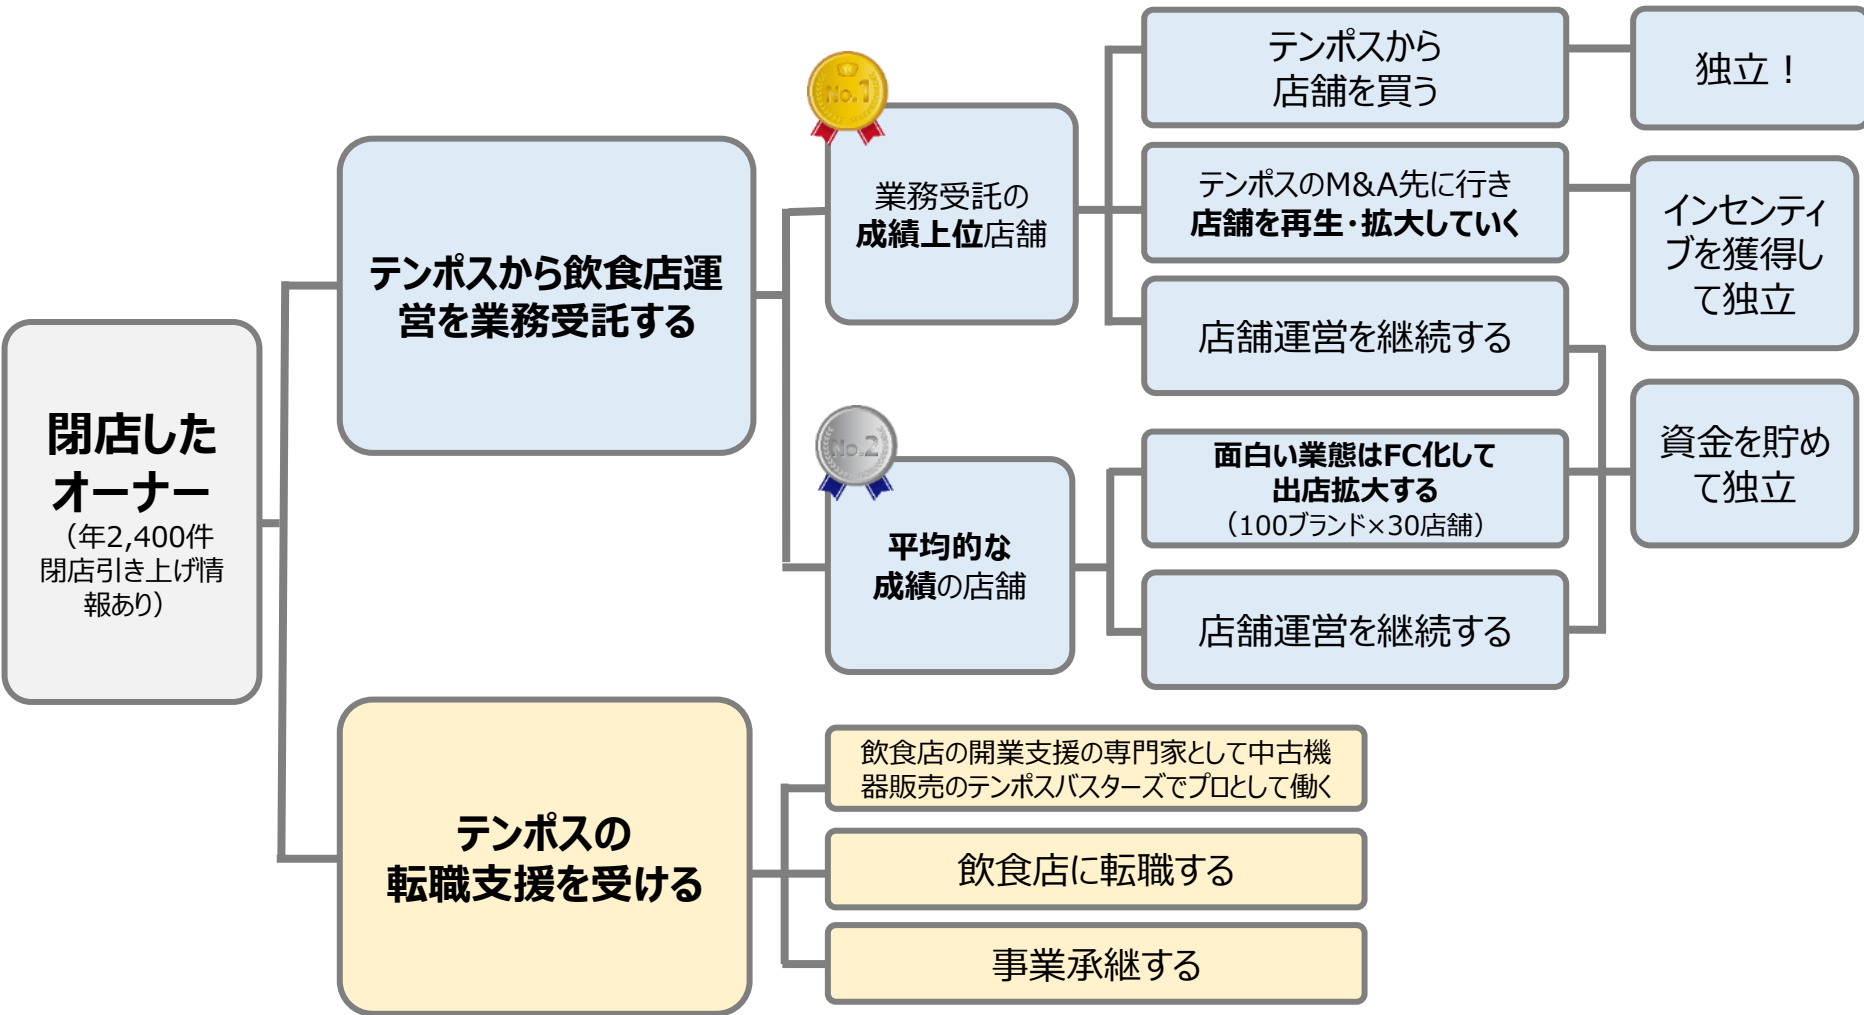 閉店した
オーナー
（年2,400件
閉店引き上げ情
報あり）
テンポスから飲食店運
営を業務受託する
No.1
業務受託の
成績上位店舗
テンポスから
店舗を買う
独立！
テンポスのM&A先に行き
店舗を再生・拡大していく
インセンティ
ブを獲得し
て独立
店舗運営を継続する
No.2
平均的な
成績の店舗
面白い業態はFC化して
出店拡大する
（100ブランド×30店舗）
店舗運営を継続する
資金を貯め
て独立
テンポスの
転職支援を受ける
飲食店の開業支援の専門家として中古機
器販売のテンポスバスターズでプロとして働く
飲食店に転職する
事業承継する